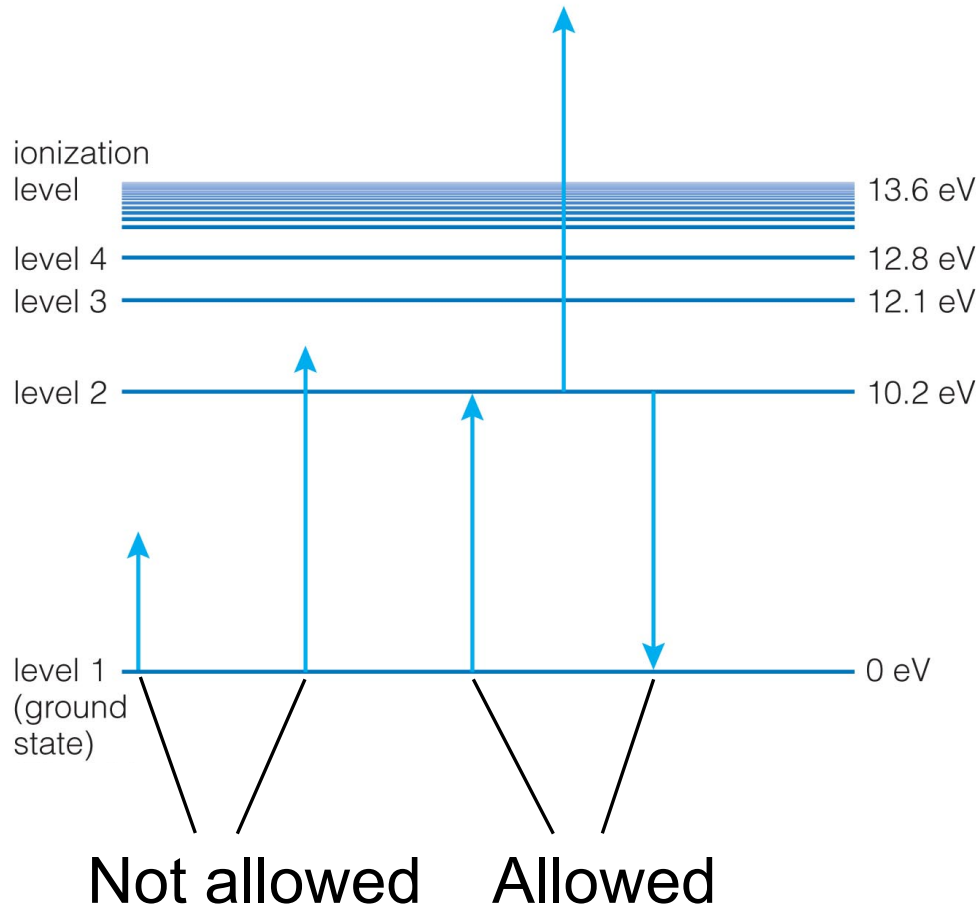 ionization
level
13.6 eV
level 4
12.8 eV
level 3
12.1 eV
level 2
10.2 eV
level 1
(ground
state)
0 eV
Not allowed
Allowed